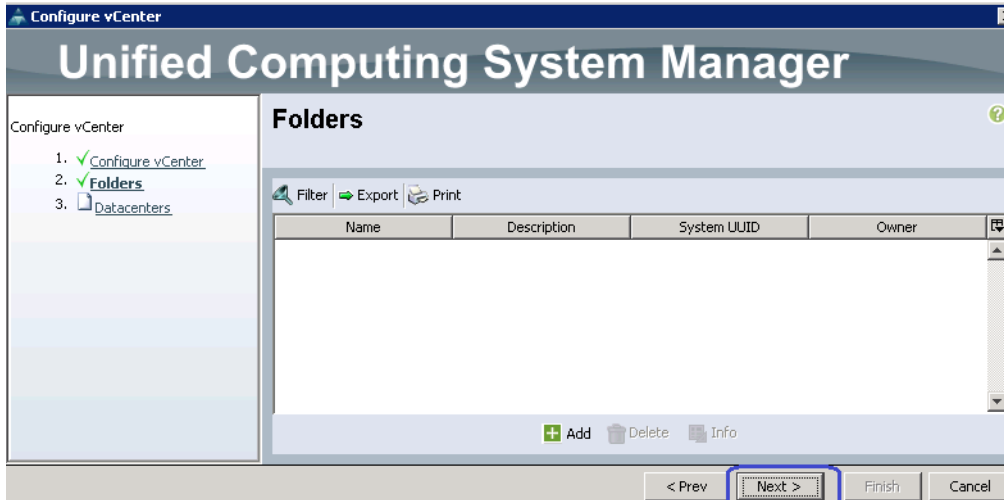 Configure vCenter
Unified Computing System Manager
Configure vCenter
1. Configure vCenter
2. Folders
3. Datacenters
Folders
Filter Export Print
Name Description System UUID Owner
Add Delete Info
< Prev Next > Finish Cancel